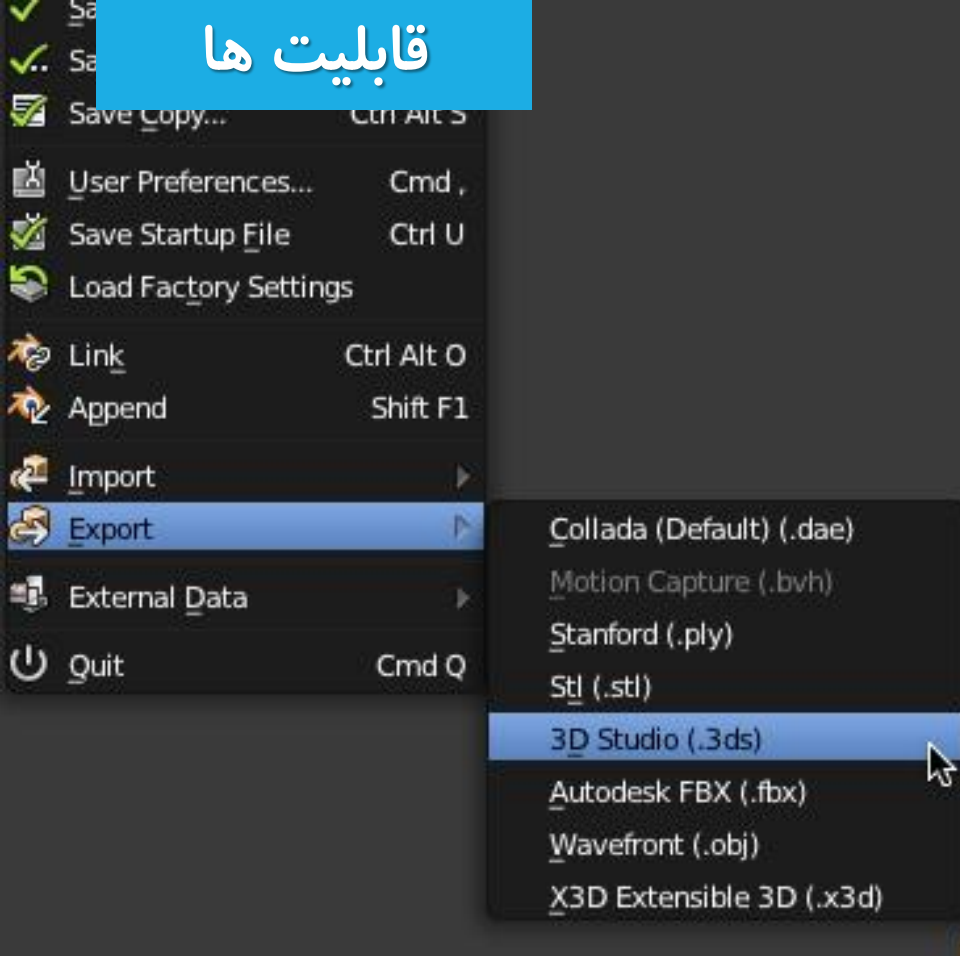 قابلیت ها
Save Copy... Ctrl Alt S
User Preferences... Cmd ,
Save Startup File Ctrl U
Load Factory Settings
Link Ctrl Alt O
Append Shift F1
Import
Export
External Data
Quit Cmd Q
Collada (Default) (.dae)
Motion Capture (.bvh)
Stanford (.ply)
Stl (.stl)
3D Studio (.3ds)
Autodesk FBX (.fbx)
Wavefront (.obj)
X3D Extensible 3D (.x3d)